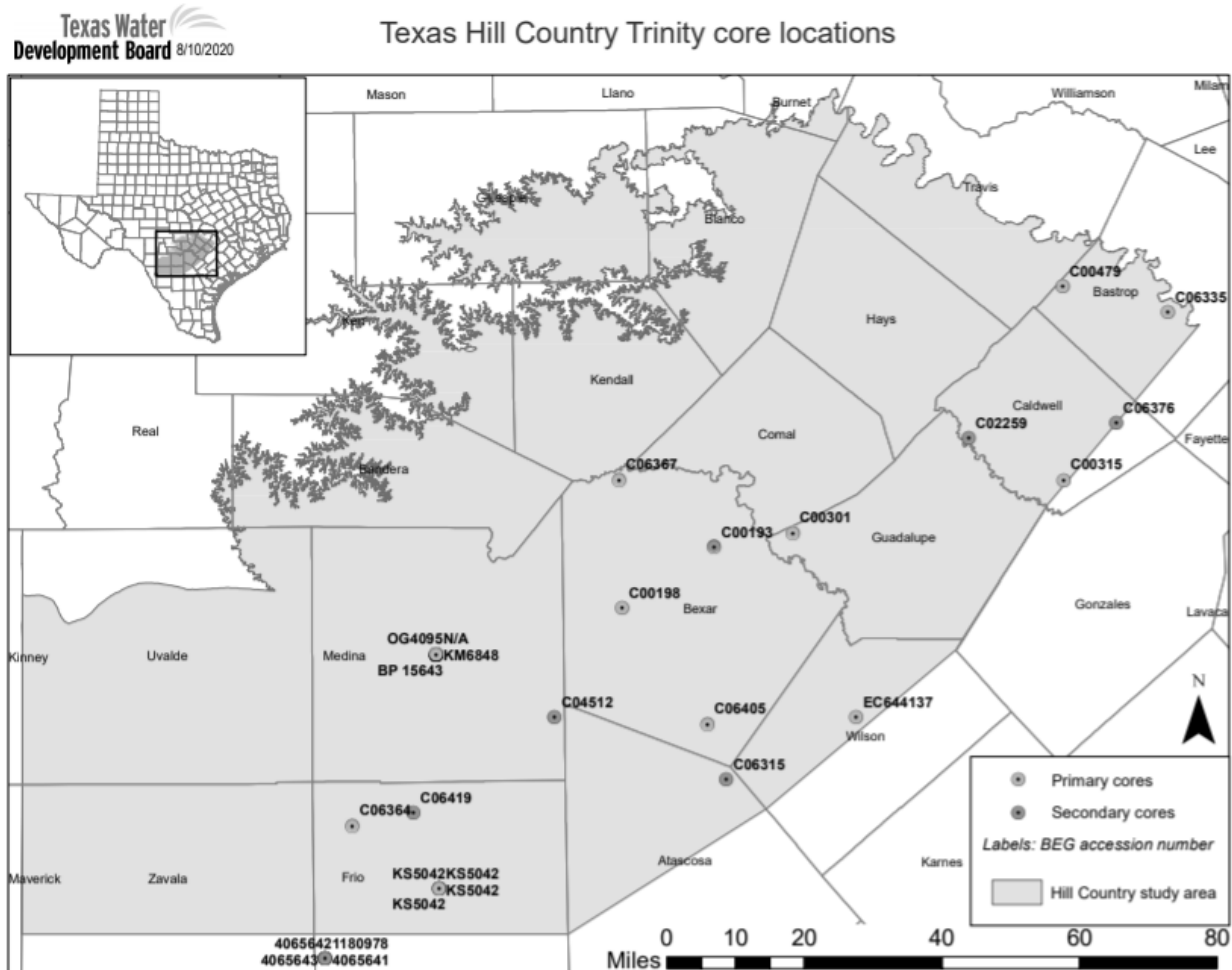 Texas Water
Development Board 8/10/2020
Texas Hill Country Trinity core locations
Mason
Llano
Burnet
Williamson
Milam
Lee
Travis
Gillespie
Blanco
C00479
Bastrop
C06335
Kerr
Hays
Kendall
Caldwell
C06376
Real
C02259
Fayette
Comal
Bandera
C06367
C00315
C00193
C00301
Guadalupe
C00198
Bexar
Gonzales
Lavaca
OG4095N/A
KM6848
BP 15643
Kinney
Uvalde
Medina
N
C04512
C06405
EC644137
Wilson
C06315
Primary cores
Secondary cores
Labels: BEG accession number
Hill Country study area
C06364
C06419
Atascosa
Karnes
Maverick
Zavala
Frio
KS5042KS5042
KS5042
KS5042
40656421180978
4065643
4065641
Miles
0 10 20 40 60 80